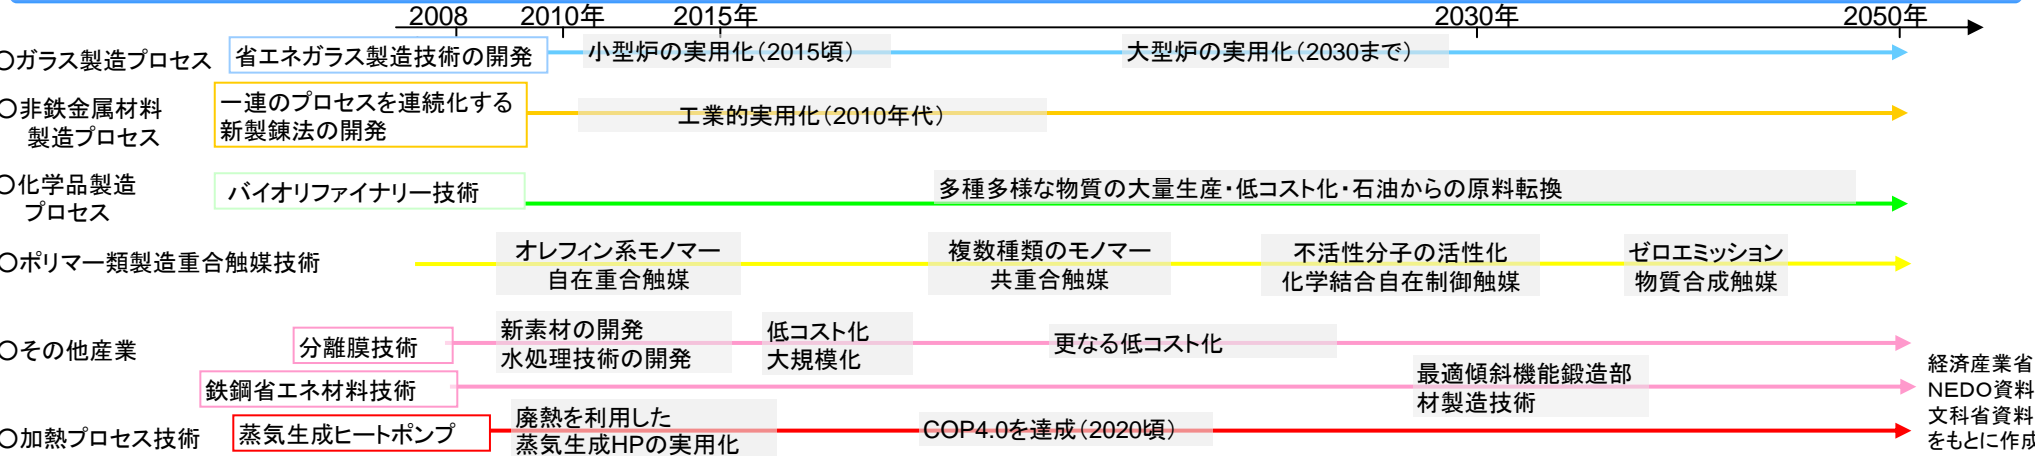 2008 2010年 2015年 2030年 2050年
〇ガラス製造プロセス 省エネガラス製造技術の開発 小型炉の実用化（2015頃） 大型炉の実用化（2030まで）
〇非鉄金属材料
製造プロセス
一連のプロセスを連続化する
新製錬法の開発
工業的実用化（2010年代）
〇化学品製造
プロセス
バイオリファイナリー技術
多種多様な物質の大量生産・低コスト化・石油からの原料転換
〇ポリマー類製造重合触媒技術
オレフィン系モノマー
自在重合触媒
複数種類のモノマー
共重合触媒
不活性分子の活性化
化学結合自在制御触媒
ゼロエミッション
物質合成触媒
〇その他産業
分離膜技術
新素材の開発
水処理技術の開発
低コスト化
大規模化
更なる低コスト化
鉄鋼省エネ材料技術
最適傾斜機能鍛造部
材製造技術
〇加熱プロセス技術
蒸気生成ヒートポンプ
廃熱を利用した
蒸気生成HPの実用化
COP4.0を達成（2020頃）
経済産業省
NEDO資料
文科省資料
をもとに作成